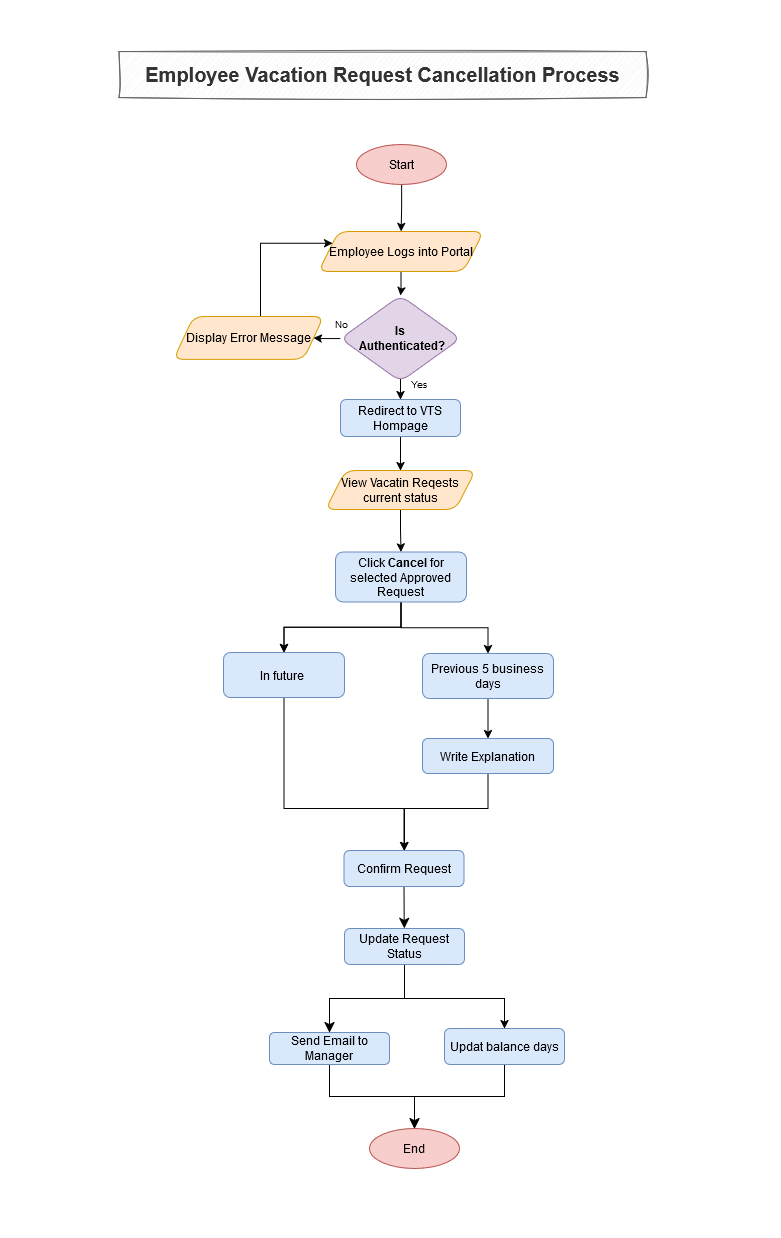 Employee Vacation Request Cancellation Process
Start
Employee Logs into Portal
Is
Authenticated?
No
Display Error Message
Yes
Redirect to VTS
Hompage
View Vacatin Reqests
current status
Click Cancel for
selected Approved
Request
In future
Previous 5 business
days
Write Explanation
Confirm Request
Update Request
Status
Send Email to
Manager
Updat balance days
End